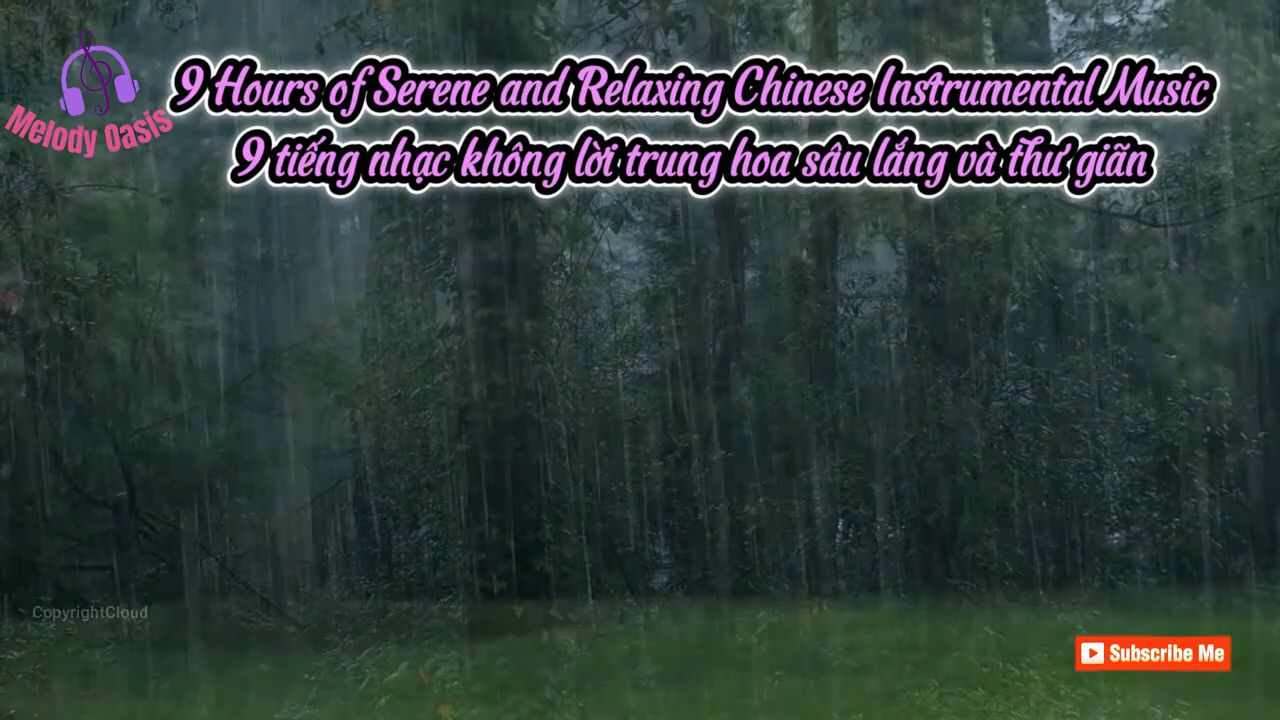 9 Hours of Serene and Relaxing Chinese Instrumental Music
9 tiếng nhạc không lời trung hoa sâu lắng và thư giãn
Melody Oasis
CopyrightCloud
Subscribe Me